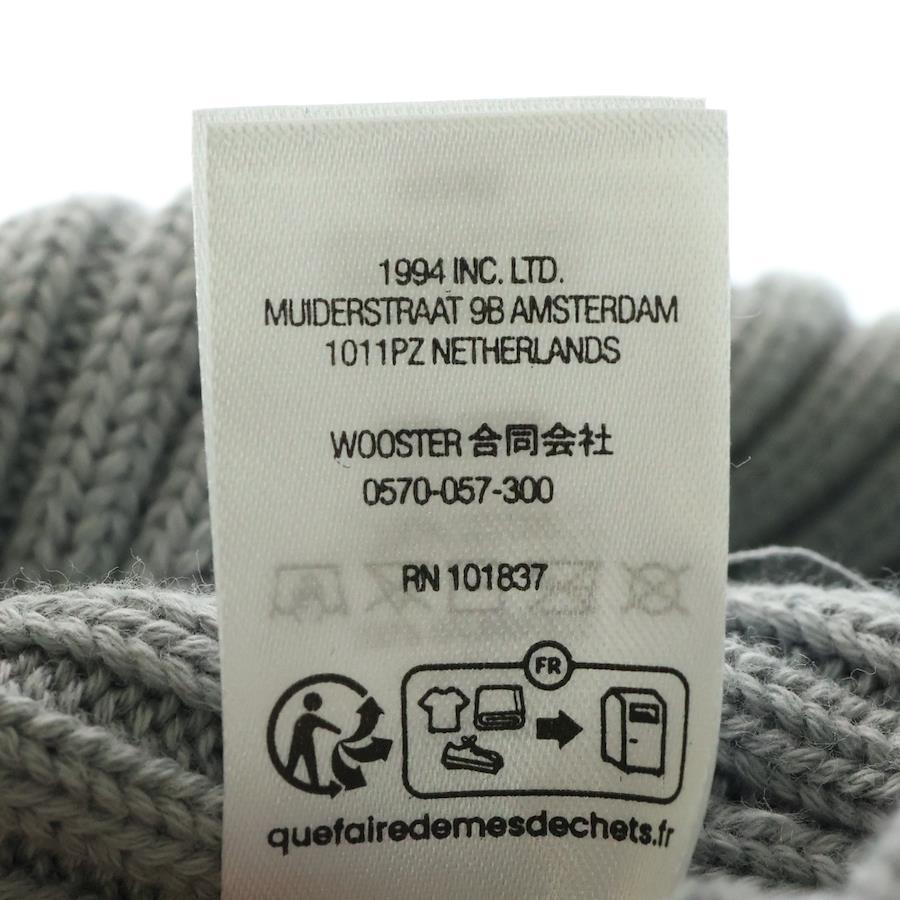 1994 INC. LTD.
MUIDERSTRAAT 9B AMSTERDAM
1011PZ NETHERLANDS
WOOSTER 合同会社
0570-057-300
RN 101837
FR
quefairedemesdechets.fr